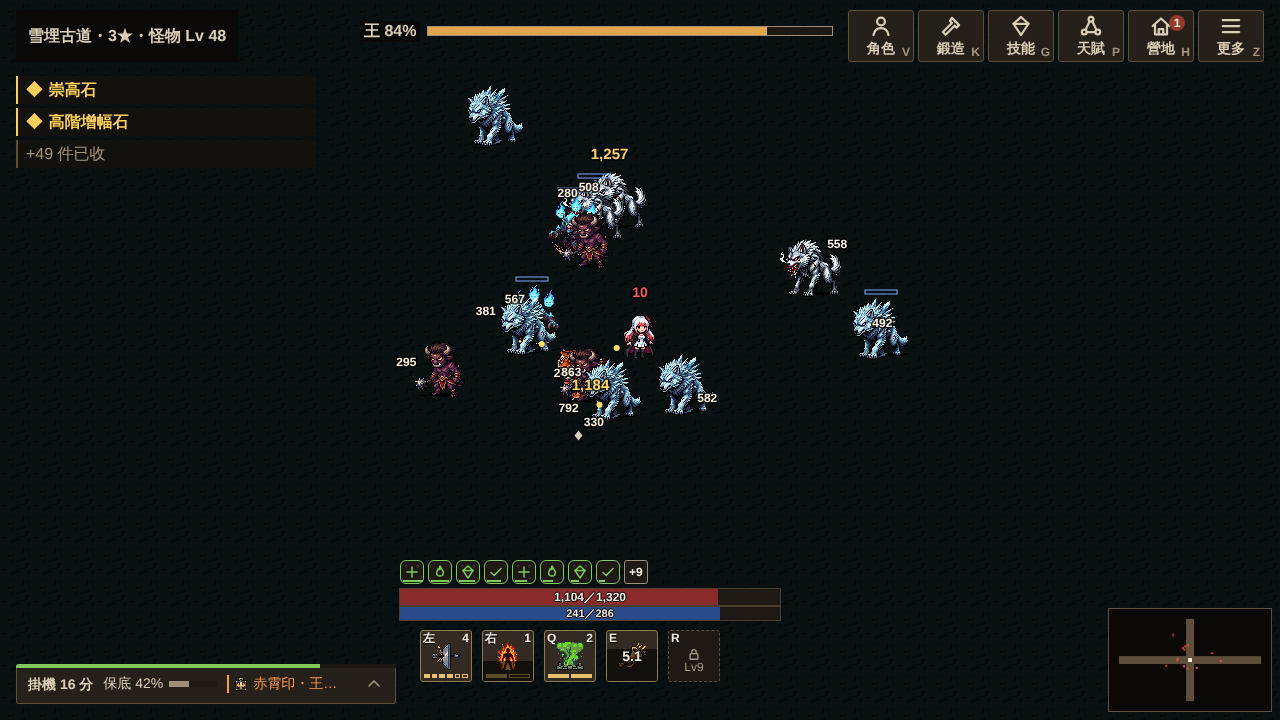 雪埋古道・3★・怪物 Lv 48
王 84%
角色 V
鍛造 K
技能 G
天賦 P
營地 H
1
更多 Z
崇高石
高階增幅石
+49 件已收
1,257
280
508
558
10
567
381
492
295
863
1,184
582
792
330
+9
1,104／1,320
241／286
左 4
右 1
Q 2
E 5.1
R Lv9
掛機 16 分 保底 42% 赤霄印・王…